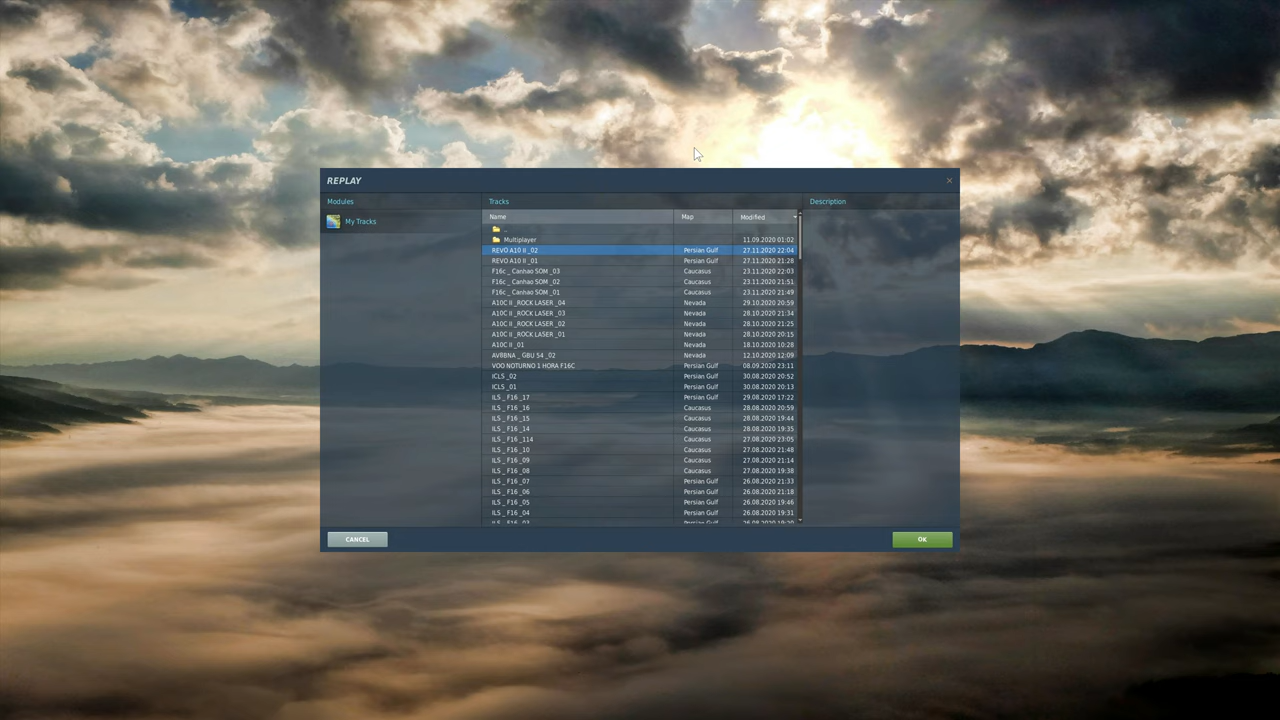 REPLAY
Modules Tracks Description
My Tracks
Name Map Modified
..
Multiplayer 11.09.2020 01:02
REVO A10 II _02 Persian Gulf 27.11.2020 22:04
REVO A10 II _01 Persian Gulf 27.11.2020 21:28
F16c _ Canhao SOM _03 Caucasus 23.11.2020 22:03
F16c _ Canhao SOM _02 Caucasus 23.11.2020 21:51
F16c _ Canhao SOM _01 Caucasus 23.11.2020 21:49
A10C II _ROCK LASER _04 Nevada 29.10.2020 20:59
A10C II _ROCK LASER _03 Nevada 28.10.2020 21:34
A10C II _ROCK LASER _02 Nevada 28.10.2020 21:25
A10C II _ROCK LASER _01 Nevada 28.10.2020 20:15
A10C II _01 Nevada 18.10.2020 10:28
AV8BNA _ GBU 54 _02 Nevada 12.10.2020 12:09
VOO NOTURNO 1 HORA F16C Persian Gulf 08.09.2020 23:11
ICLS _02 Persian Gulf 30.08.2020 20:52
ICLS _01 Persian Gulf 30.08.2020 20:13
ILS _ F16 _17 Persian Gulf 29.08.2020 17:22
ILS _ F16 _16 Caucasus 28.08.2020 20:59
ILS _ F16 _15 Caucasus 28.08.2020 19:44
ILS _ F16 _14 Caucasus 28.08.2020 19:35
ILS _ F16 _114 Caucasus 27.08.2020 23:05
ILS _ F16 _10 Caucasus 27.08.2020 21:48
ILS _ F16 _09 Caucasus 27.08.2020 21:14
ILS _ F16 _08 Caucasus 27.08.2020 19:38
ILS _ F16 _07 Persian Gulf 26.08.2020 21:33
ILS _ F16 _06 Persian Gulf 26.08.2020 21:18
ILS _ F16 _05 Persian Gulf 26.08.2020 19:46
ILS _ F16 _04 Persian Gulf 26.08.2020 19:31
ILS _ F16 _03 Persian Gulf
CANCEL OK